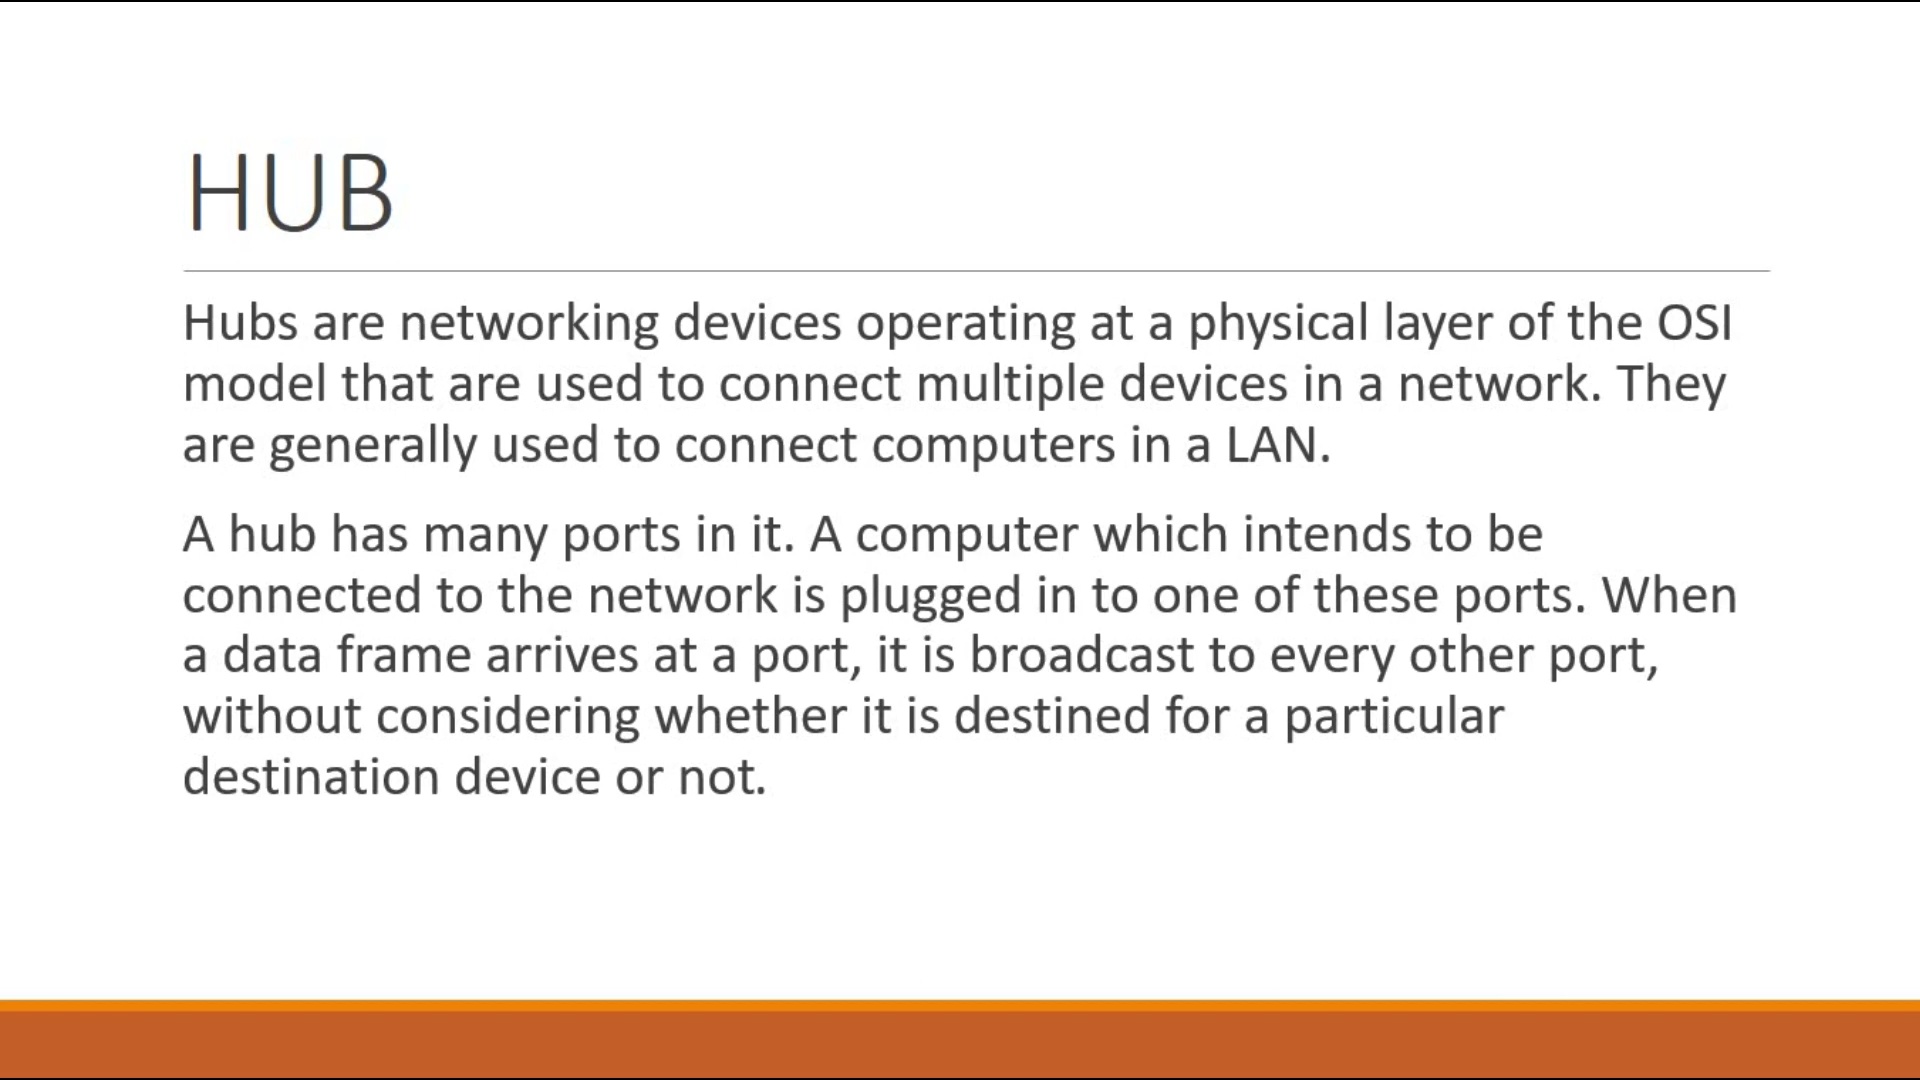 HUB
Hubs are networking devices operating at a physical layer of the OSI
model that are used to connect multiple devices in a network. They
are generally used to connect computers in a LAN.
A hub has many ports in it. A computer which intends to be
connected to the network is plugged in to one of these ports. When
a data frame arrives at a port, it is broadcast to every other port,
without considering whether it is destined for a particular
destination device or not.